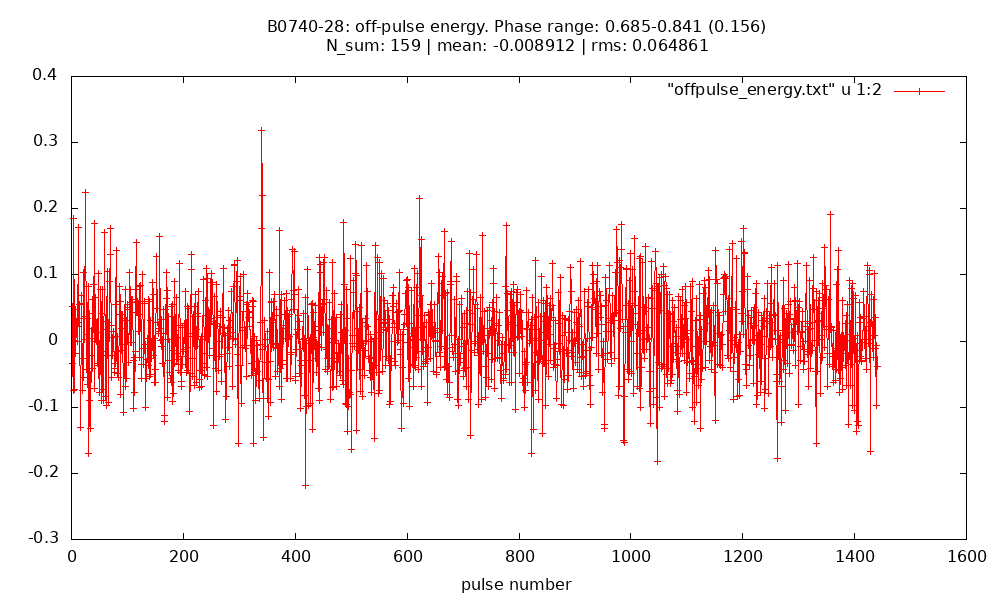 B0740-28: off-pulse energy. Phase range: 0.685-0.841 (0.156)
N_sum: 159 | mean: -0.008912 | rms: 0.064861
"offpulse_energy.txt" u 1:2
0.4
0.3
0.2
0.1
0
-0.1
-0.2
-0.3
0 200 400 600 800 1000 1200 1400 1600
pulse number